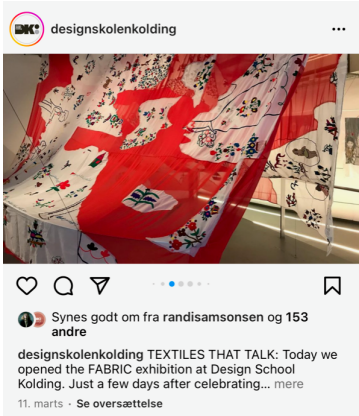 DK:
designskolenkolding
Synes godt om fra randisamsonsen og 153
andre
designskolenkolding TEXTILES THAT TALK: Today we
opened the FABRIC exhibition at Design School
Kolding. Just a few days after celebrating... mere
11. marts · Se oversættelse